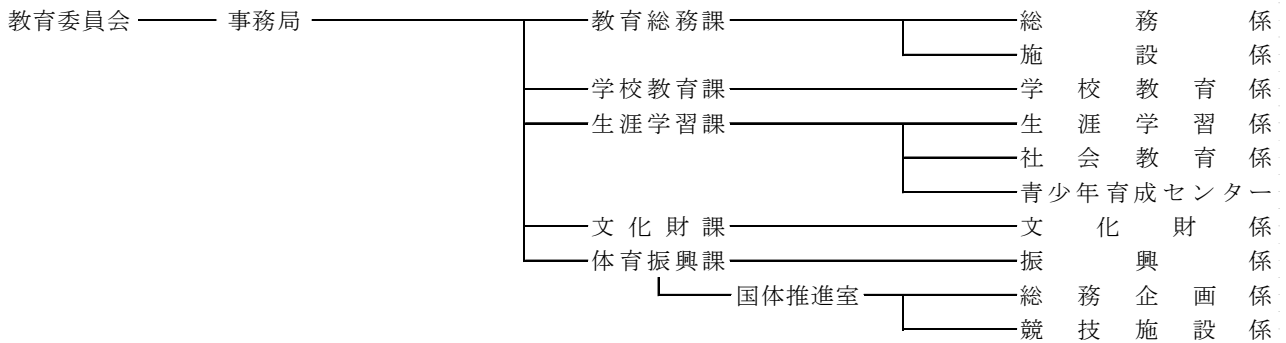 教育委員会 事務局 教育総務課 総務係
施設係
学校教育課 学校教育係
生涯学習課 生涯学習係
社会教育係
青少年育成センター
文化財課 文化財係
体育振興課 振興係
国体推進室 総務企画係
競技施設係